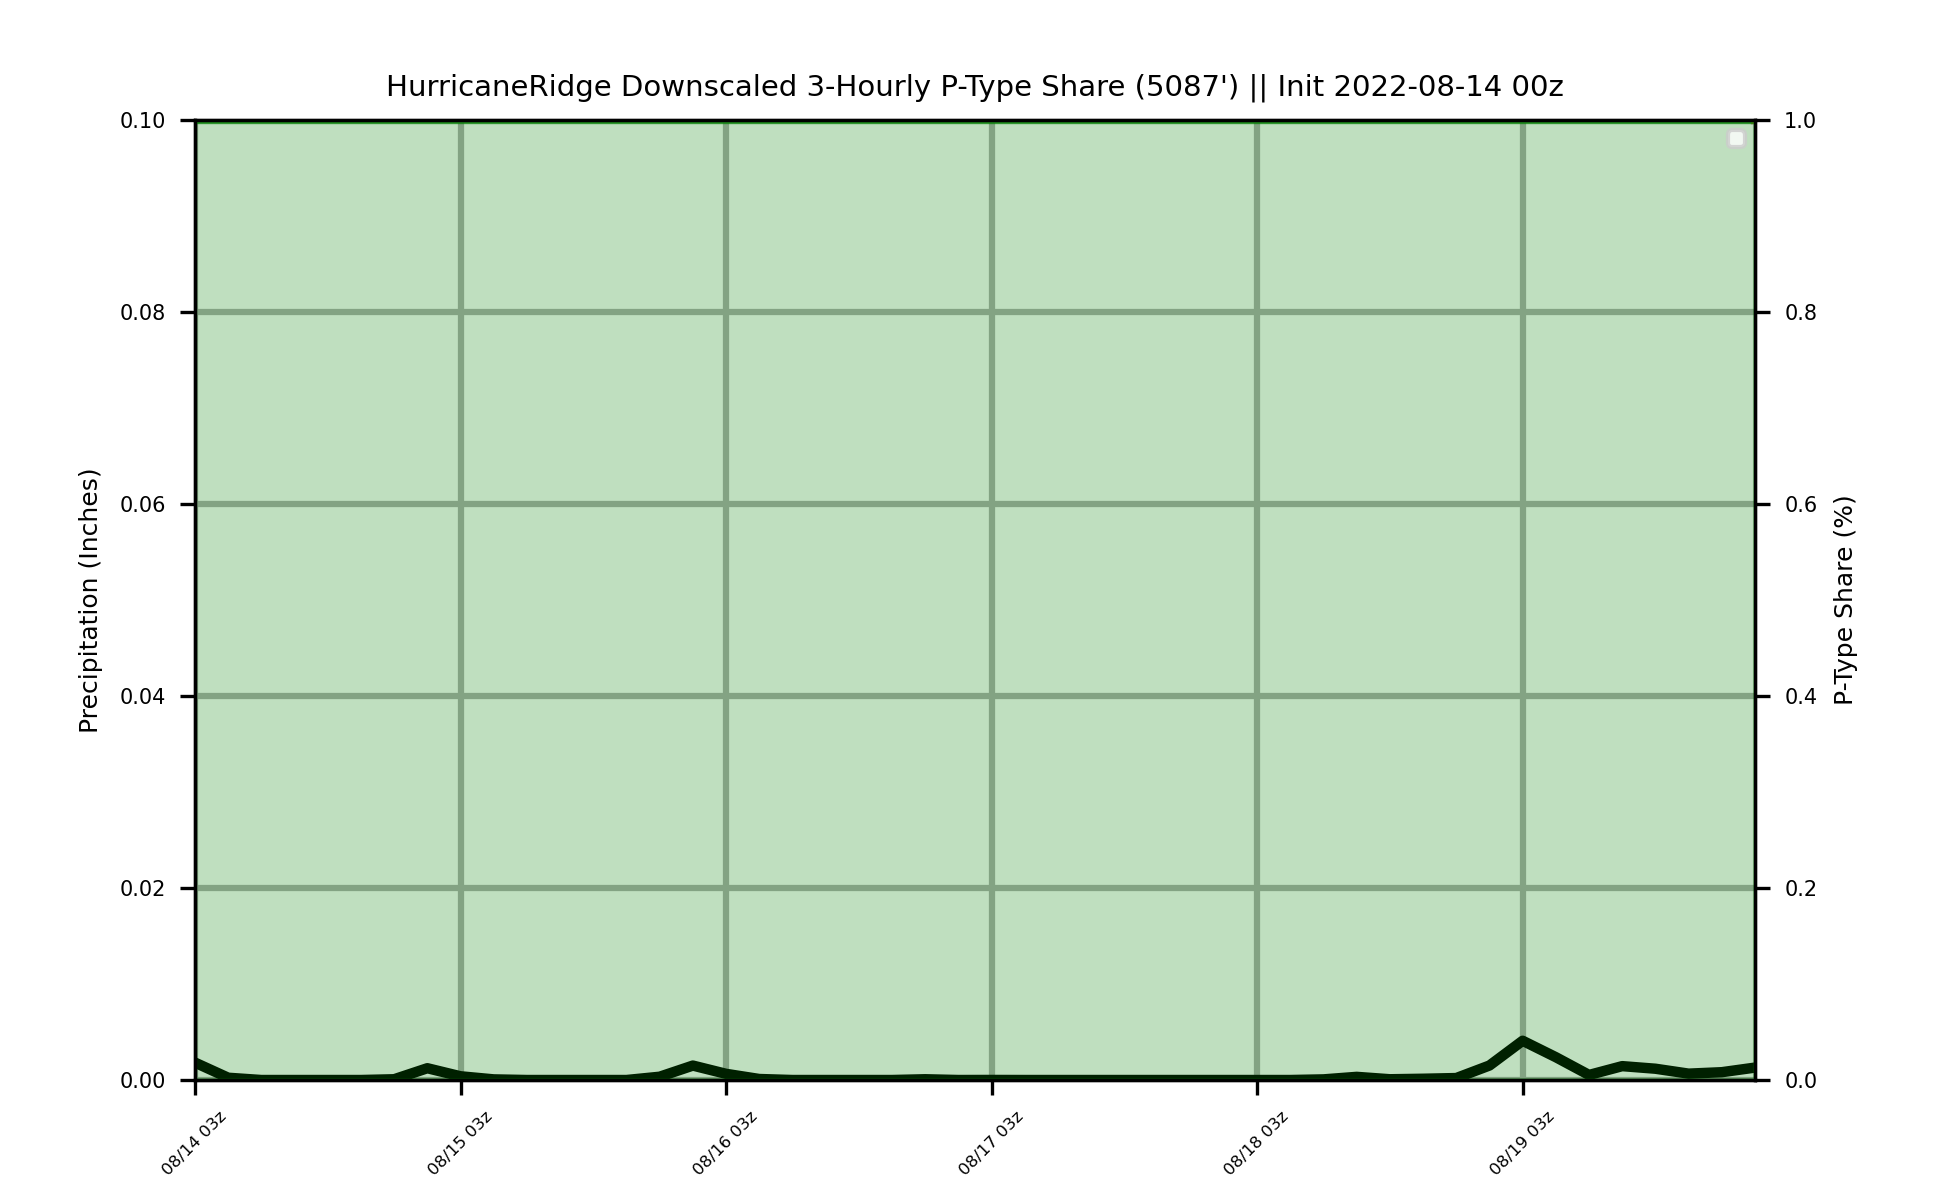 HurricaneRidge Downscaled 3-Hourly P-Type Share (5087') || Init 2022-08-14 00z
Precipitation (Inches)
0.10
0.08
0.06
0.04
0.02
0.00
1.0
0.8
0.6
0.4
0.2
0.0
P-Type Share (%)
08/14 03z
08/15 03z
08/16 03z
08/17 03z
08/18 03z
08/19 03z